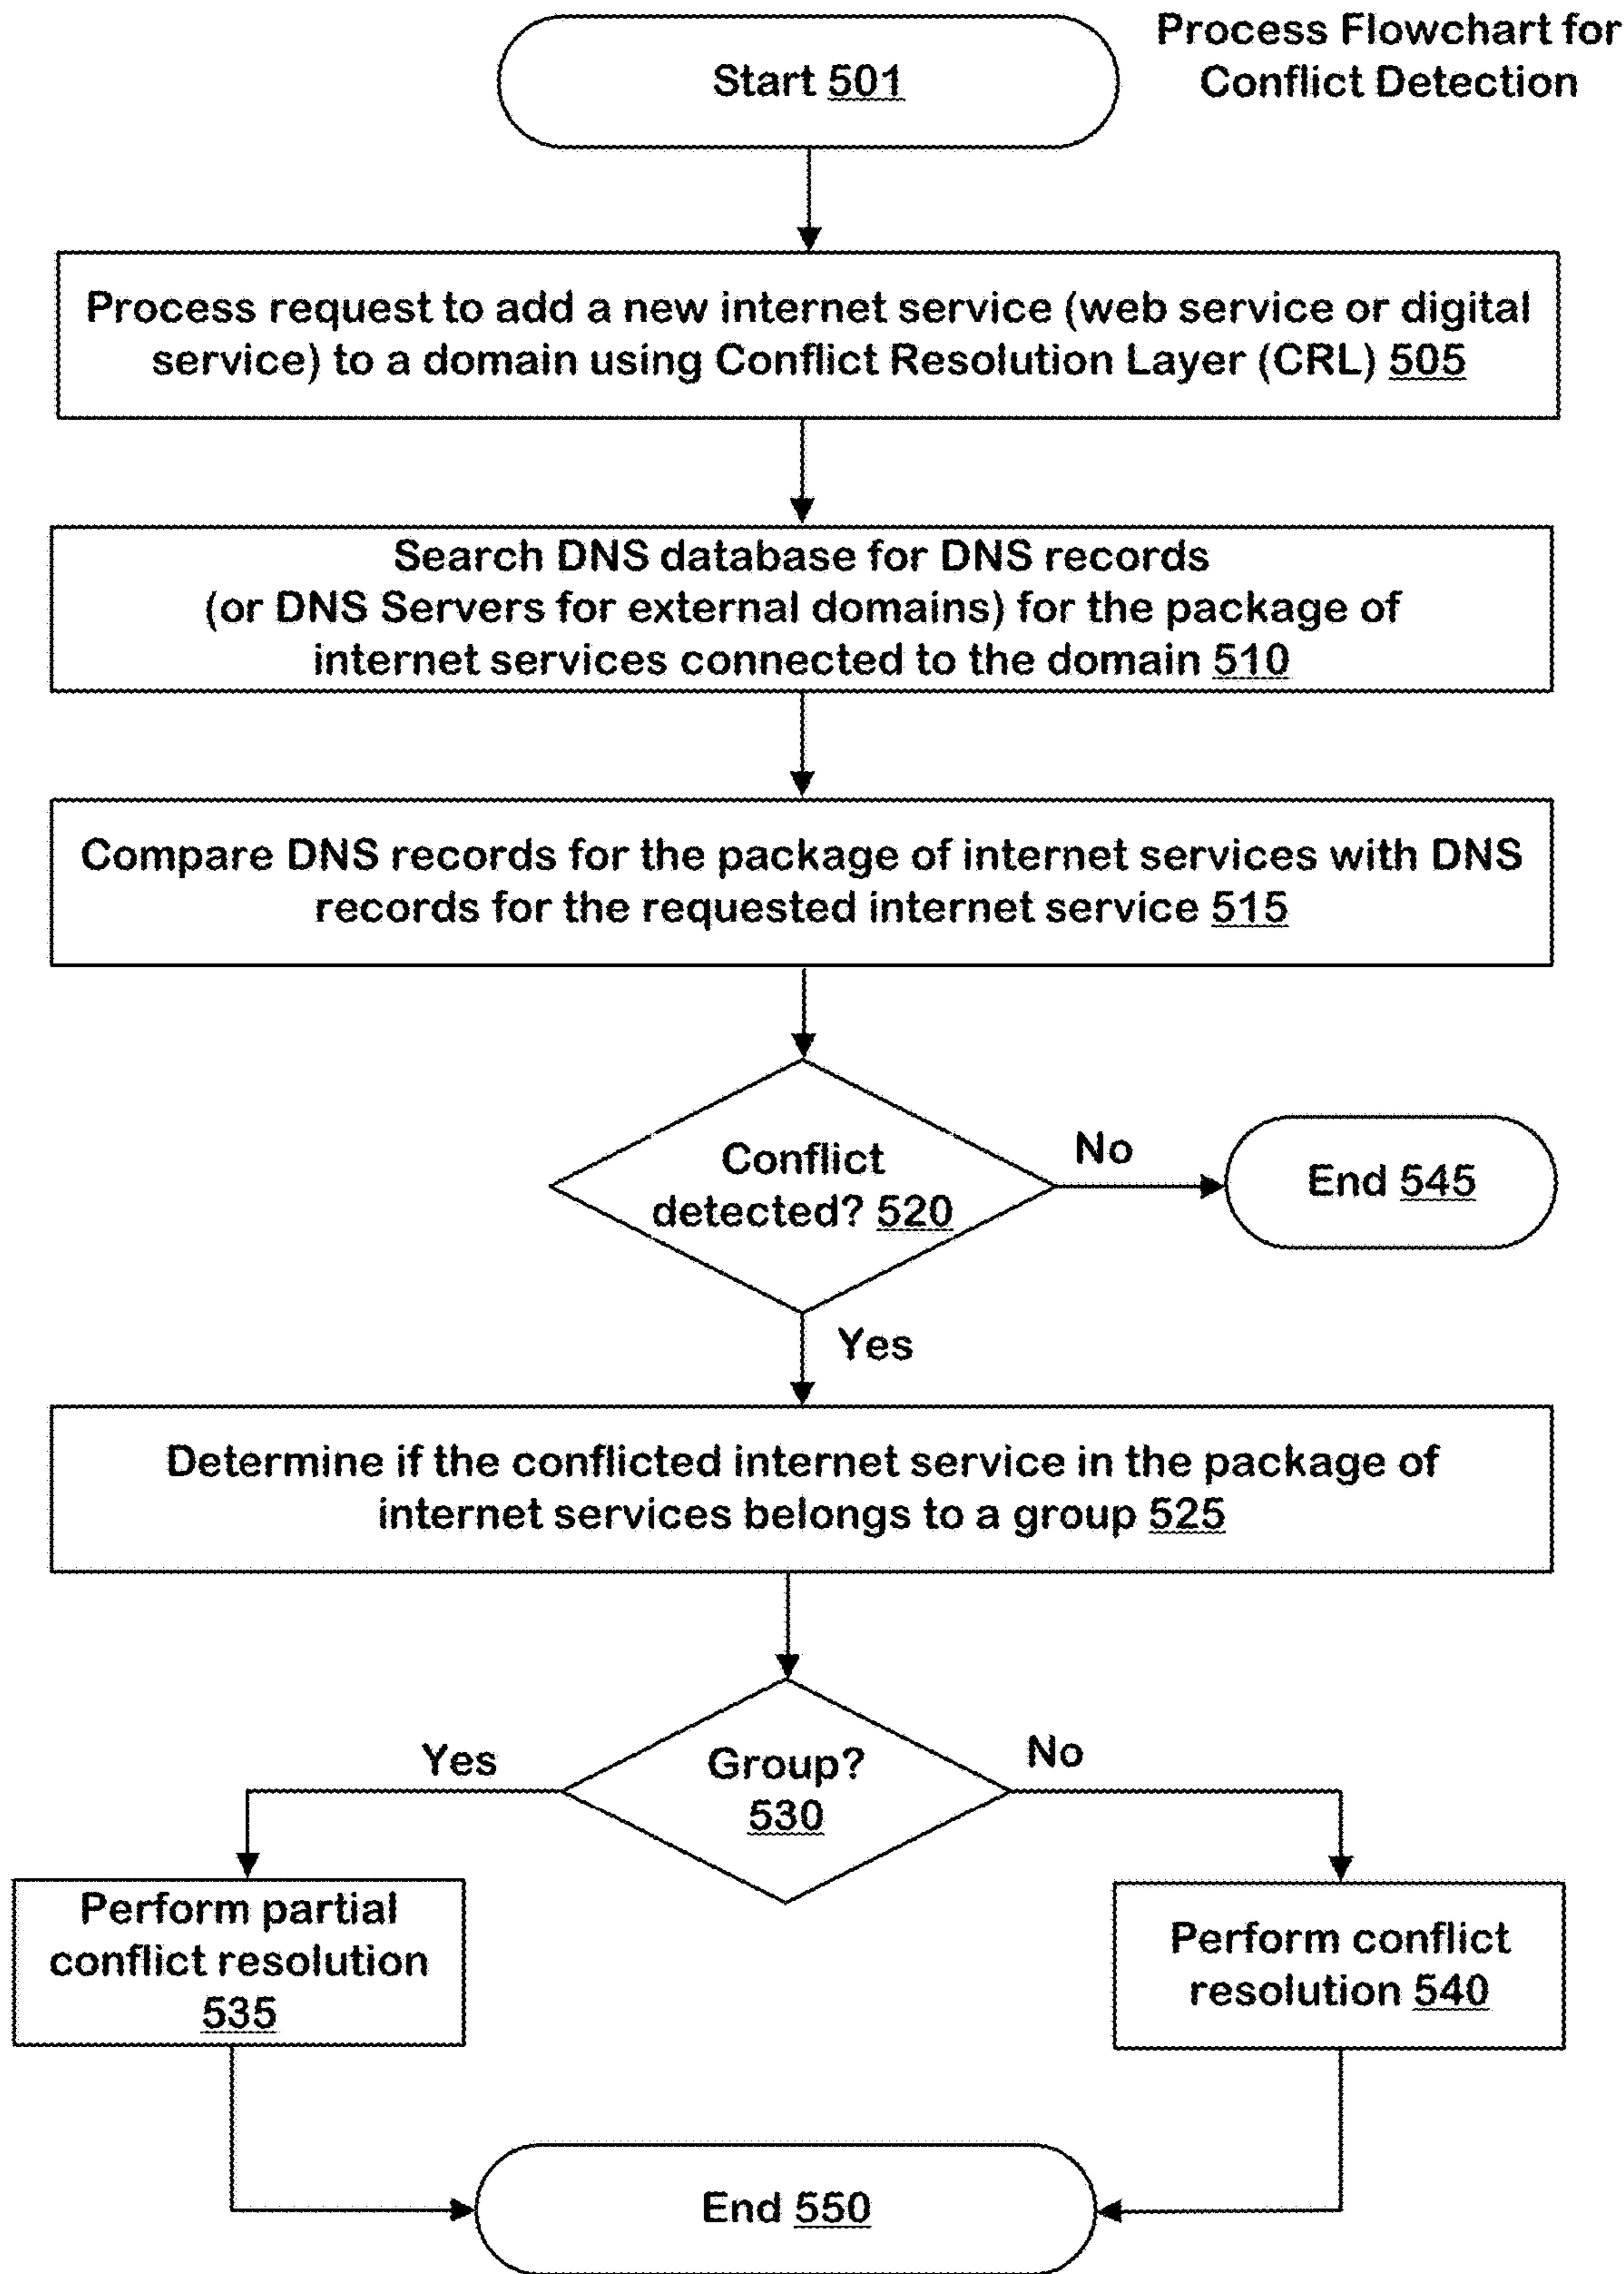 Process Flowchart for
Conflict Detection
Start 501
Process request to add a new internet service (web service or digital
service) to a domain using Conflict Resolution Layer (CRL) 505
Search DNS database for DNS records
(or DNS Servers for external domains) for the package of
internet services connected to the domain 510
Compare DNS records for the package of internet services with DNS
records for the requested internet service 515
Conflict
detected? 520
No
End 545
Yes
Determine if the conflicted internet service in the package of
internet services belongs to a group 525
Group?
530
Yes
No
Perform partial
conflict resolution
535
Perform conflict
resolution 540
End 550